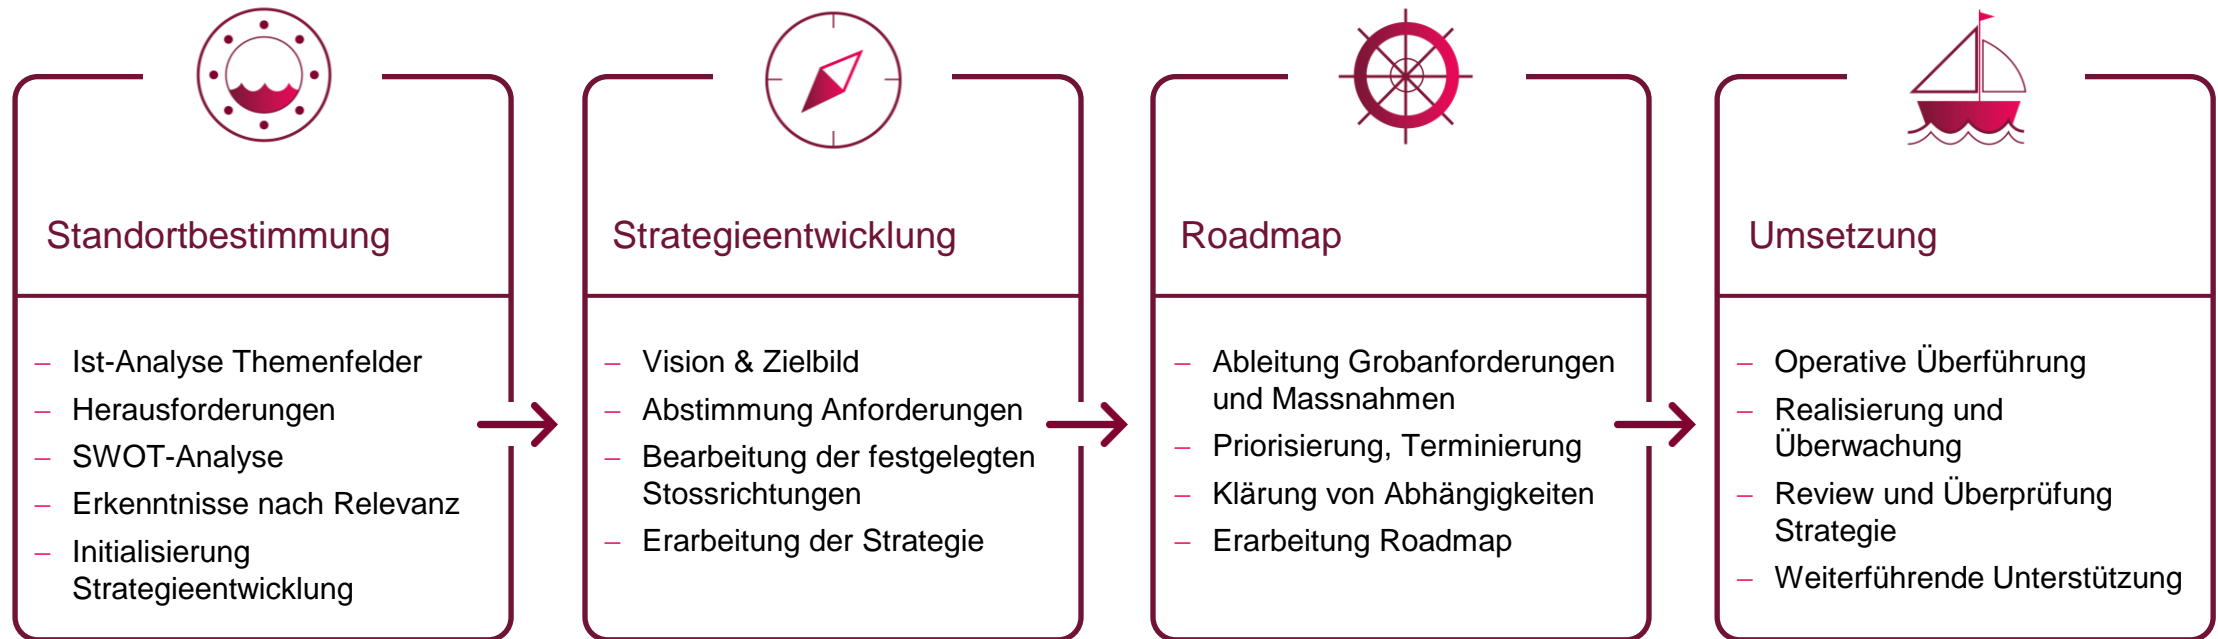 Standortbestimmung
– Ist-Analyse Themenfelder
– Herausforderungen
– SWOT-Analyse
– Erkenntnisse nach Relevanz
– Initialisierung
Strategieentwicklung
Strategieentwicklung
– Vision & Zielbild
– Abstimmung Anforderungen
– Bearbeitung der festgelegten
Stossrichtungen
– Erarbeitung der Strategie
Roadmap
– Ableitung Grobanforderungen
und Massnahmen
– Priorisierung, Terminierung
– Klärung von Abhängigkeiten
– Erarbeitung Roadmap
Umsetzung
– Operative Überführung
– Realisierung und
Überwachung
– Review und Überprüfung
Strategie
– Weiterführende Unterstützung